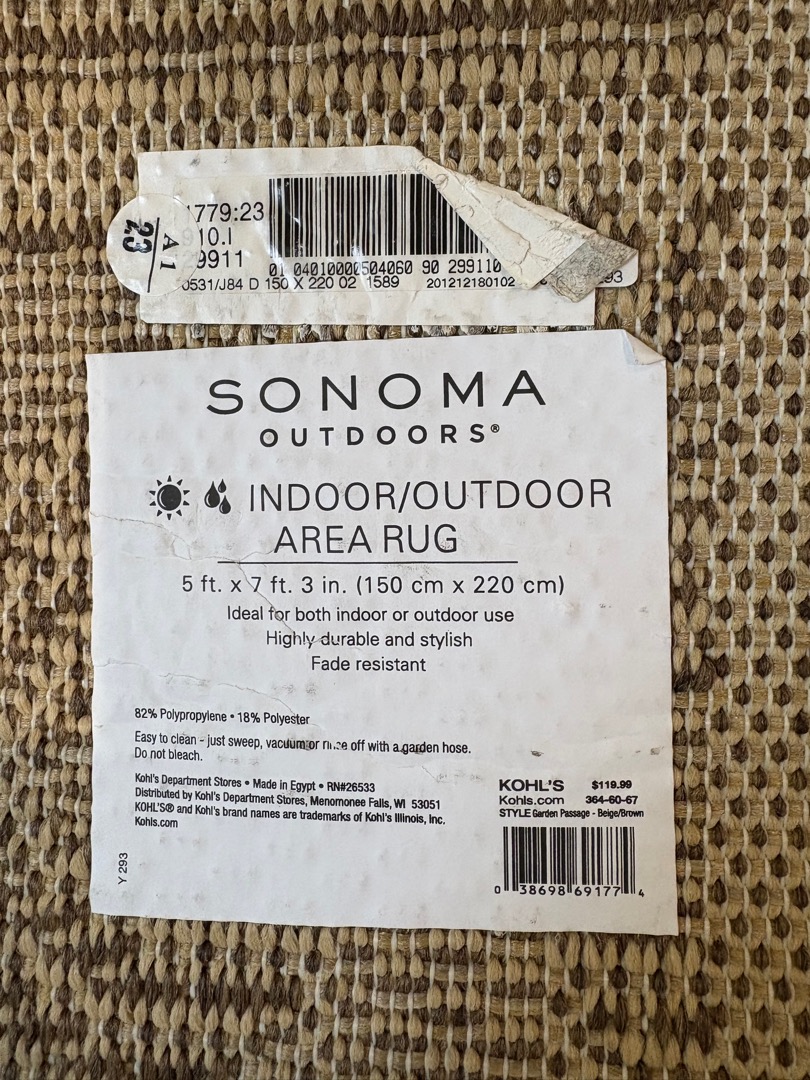 23
A 1
1779:23
910.I
29911
01 04010000504060 90 299110
0531/J84 D 150 X 220 02 1589 201212180102
93
SONOMA
OUTDOORS®
INDOOR/OUTDOOR
AREA RUG
5 ft. x 7 ft. 3 in. (150 cm x 220 cm)
Ideal for both indoor or outdoor use
Highly durable and stylish
Fade resistant
82% Polypropylene • 18% Polyester
Easy to clean - just sweep, vacuum or rinse off with a garden hose.
Do not bleach.
Kohl's Department Stores • Made in Egypt • RN#26533
Distributed by Kohl's Department Stores, Menomonee Falls, WI 53051
KOHL'S® and Kohl's brand names are trademarks of Kohl's Illinois, Inc.
Kohls.com
KOHL'S $119.99
Kohls.com 364-60-67
STYLE Garden Passage - Beige/Brown
0 38698 69177 4
Y 293